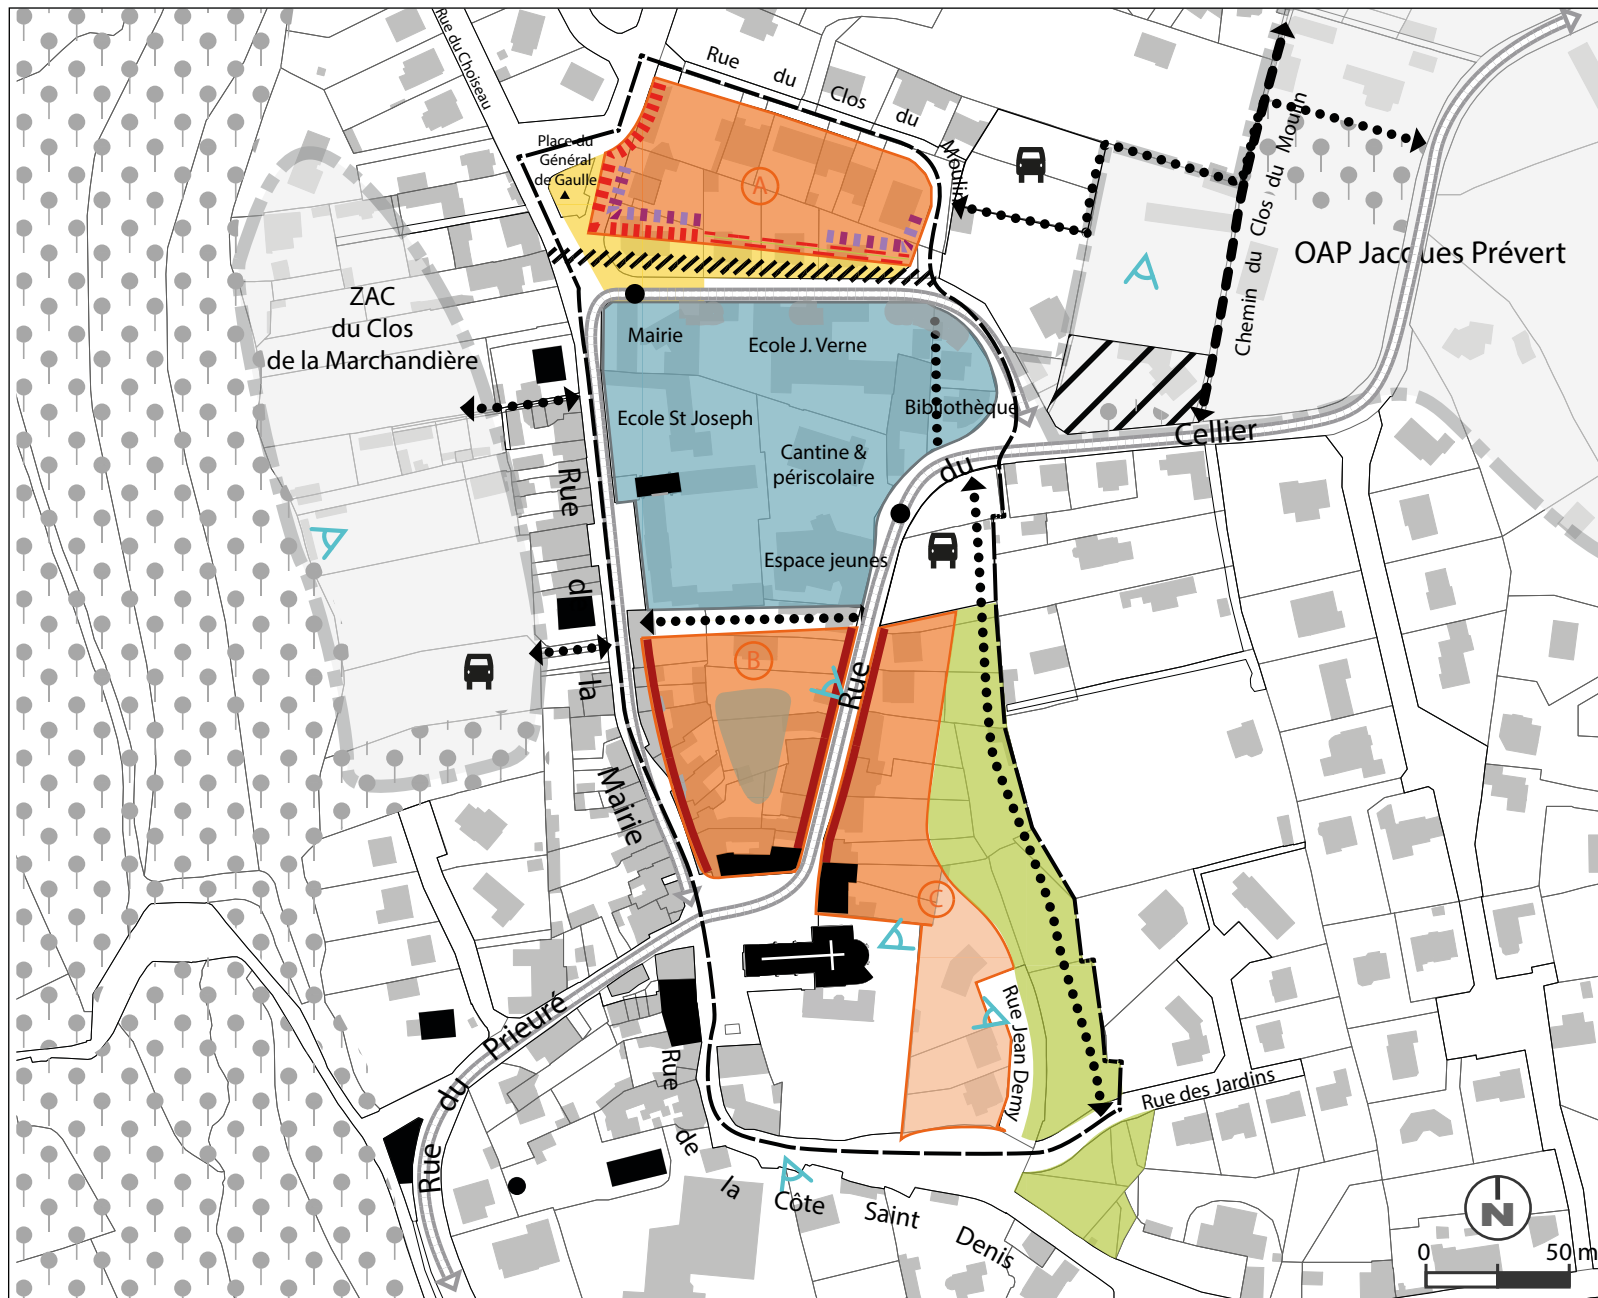 Rue du Choiseau
Rue du Clos du Moulin
Place du
Général
de Gaulle
A
Chemin du Clos du Moulin
OAP Jacques Prévert
ZAC
du Clos
de la Marchandière
Mairie
Ecole J. Verne
Ecole St Joseph
Bibliothèque
Cantine &
périscolaire
Espace jeunes
Rue du Cellier
Rue d la Mairie
B
C
Rue du Prieuré
Rue Jean Demy
Rue des Jardins
Rue de la Côte Saint Denis
N
0 50 m